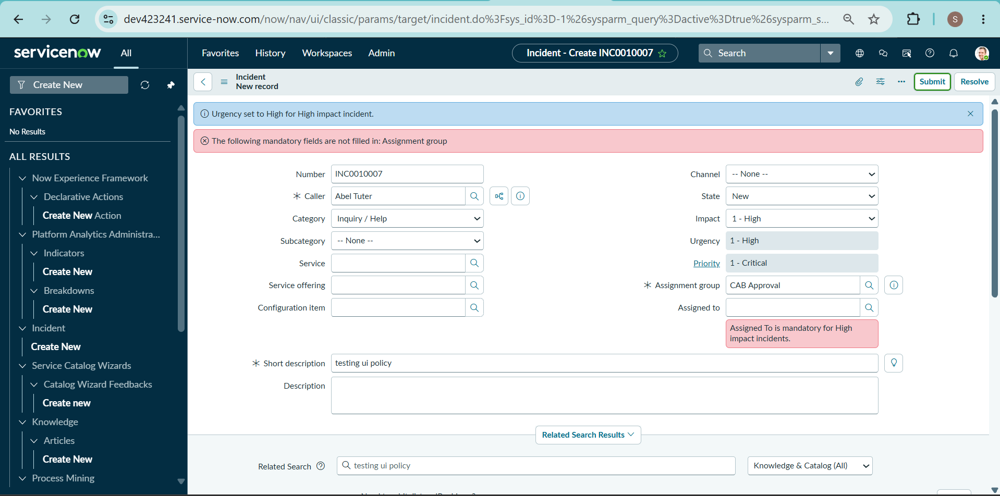 dev423241.service-now.com/now/nav/ui/classic/params/target/incident.do%3Fsys_id%3D-1%26sysparm_query%3Dactive%3Dtrue%26sysparm_s...
S
servicenow
All
Favorites
History
Workspaces
Admin
Incident - Create INC0010007
Search
Create New
FAVORITES
No Results
ALL RESULTS
Now Experience Framework
Declarative Actions
Create New Action
Platform Analytics Administra...
Indicators
Create New
Breakdowns
Create New
Incident
Create New
Service Catalog Wizards
Catalog Wizard Feedbacks
Create new
Knowledge
Articles
Create New
Process Mining
Incident
New record
Submit
Resolve
Urgency set to High for High impact incident.
The following mandatory fields are not filled in: Assignment group
Number INC0010007
Caller Abel Tuter
Category Inquiry / Help
Subcategory -- None --
Service
Service offering
Configuration item
Channel -- None --
State New
Impact 1 - High
Urgency 1 - High
Priority 1 - Critical
Assignment group CAB Approval
Assigned to
Assigned To is mandatory for High
impact incidents.
Short description testing ui policy
Description
Related Search Results
Related Search testing ui policy Knowledge & Catalog (All)